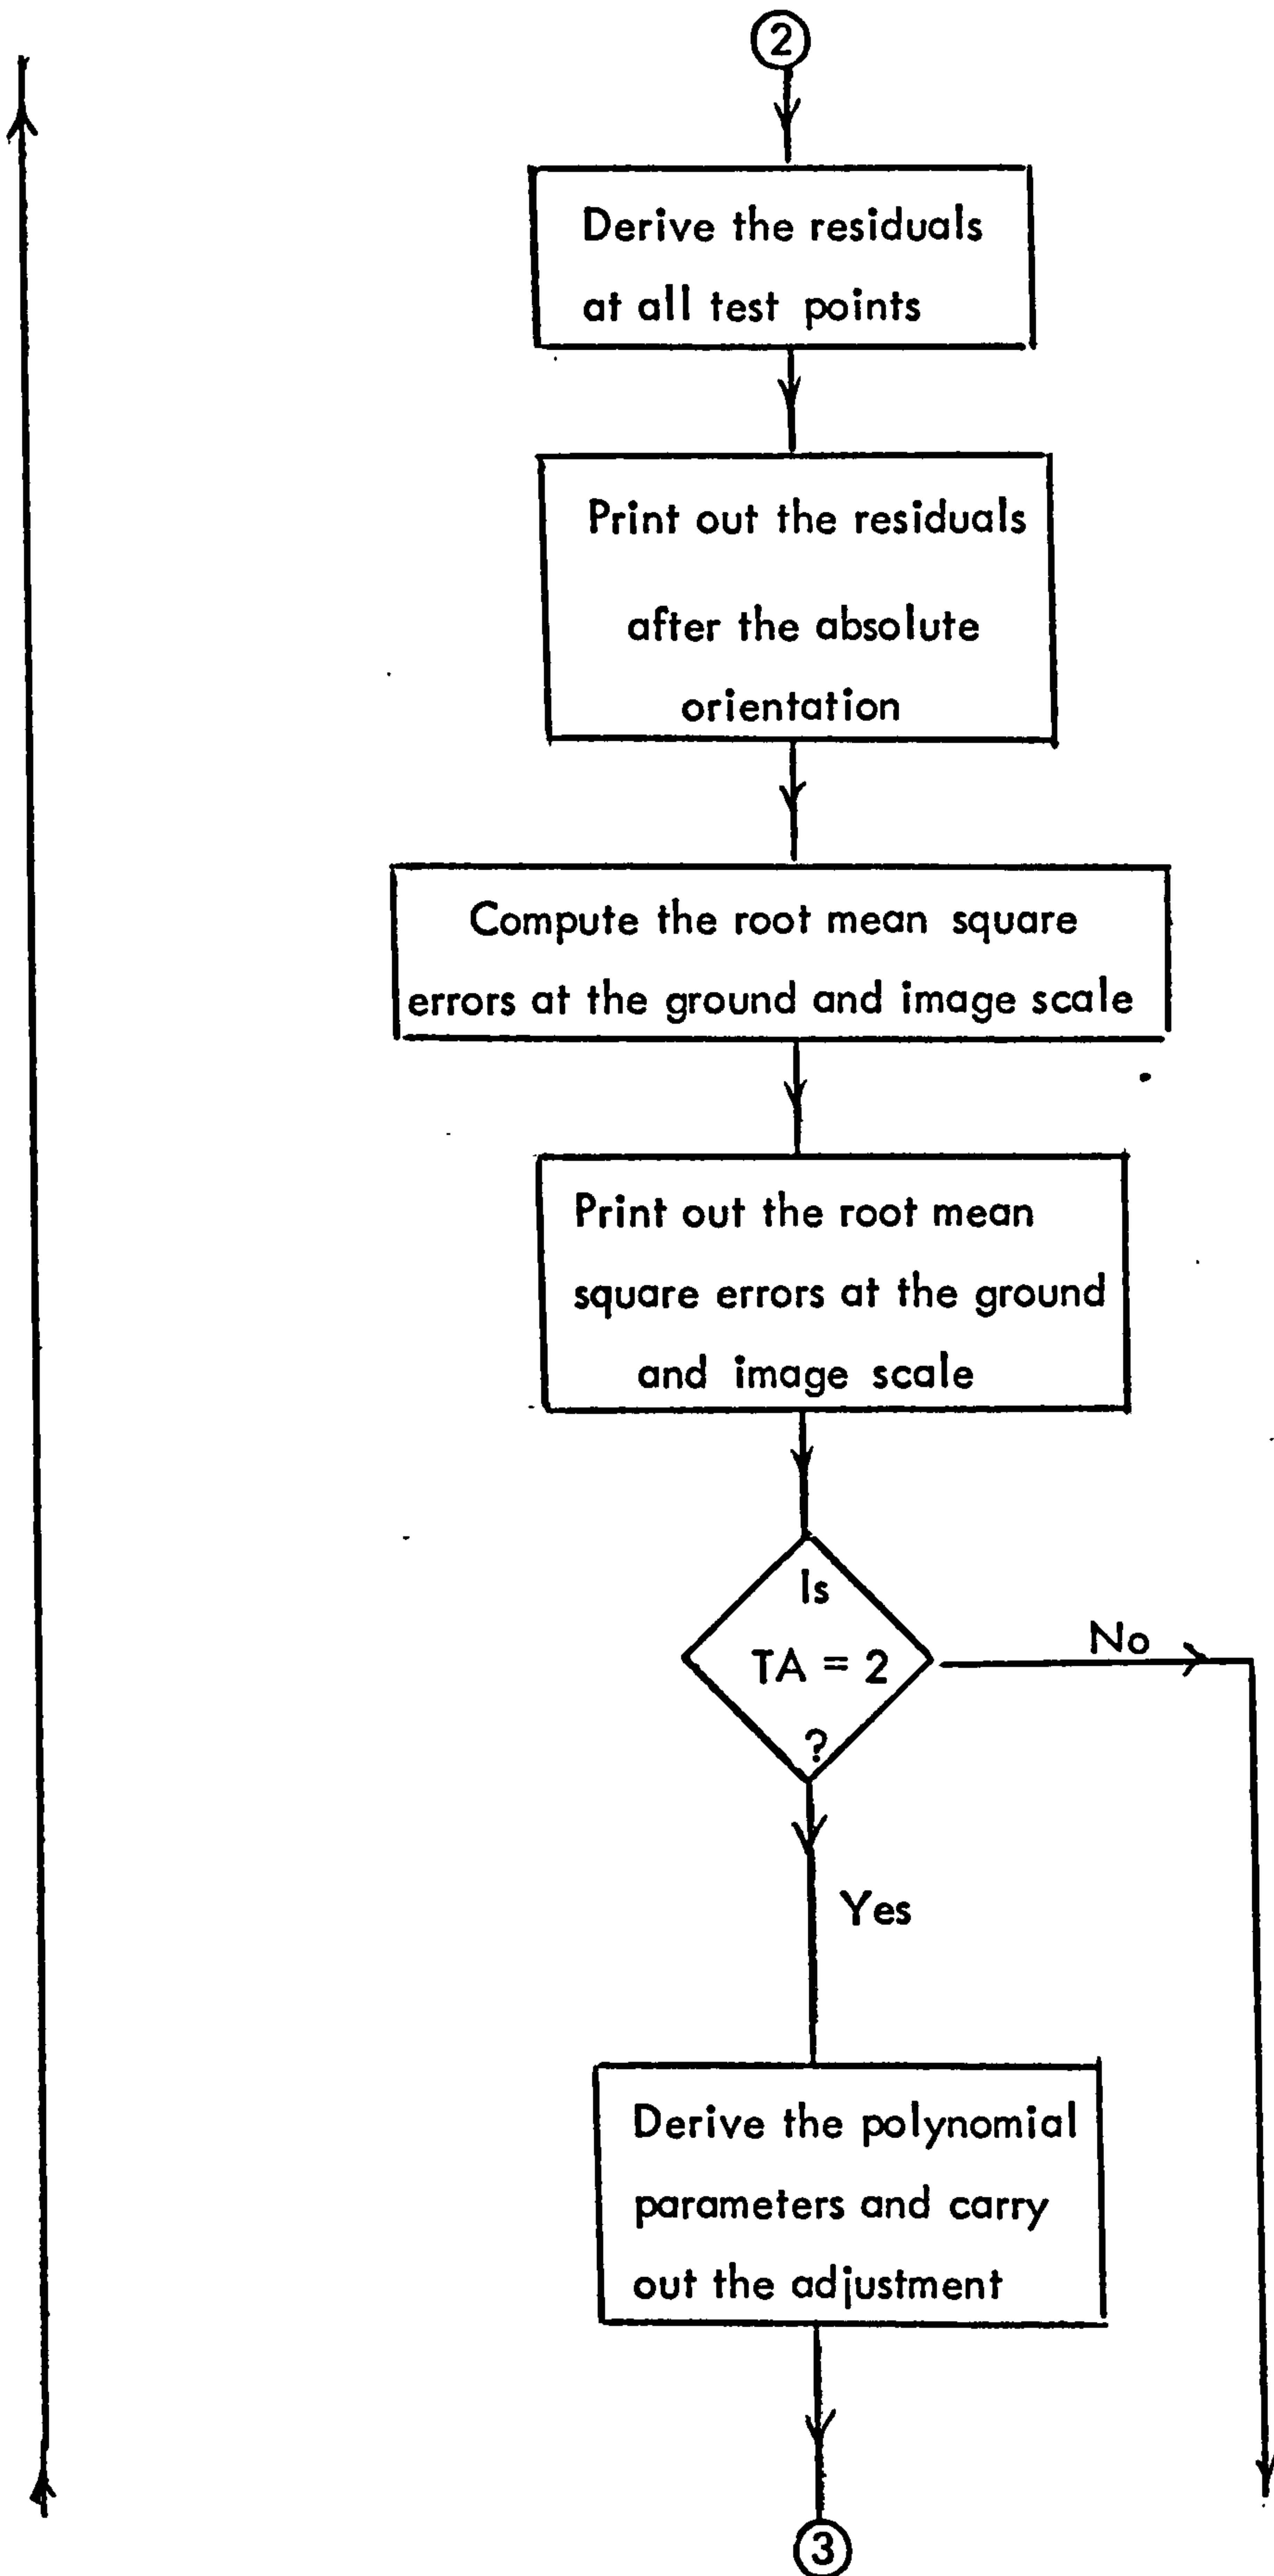 2
Derive the residuals
at all test points
Print out the residuals
after the absolute
orientation
Compute the root mean square
errors at the ground and image scale
Print out the root mean
square errors at the ground
and image scale
Is
TA = 2
?
No
Yes
Derive the polynomial
parameters and carry
out the adjustment
3